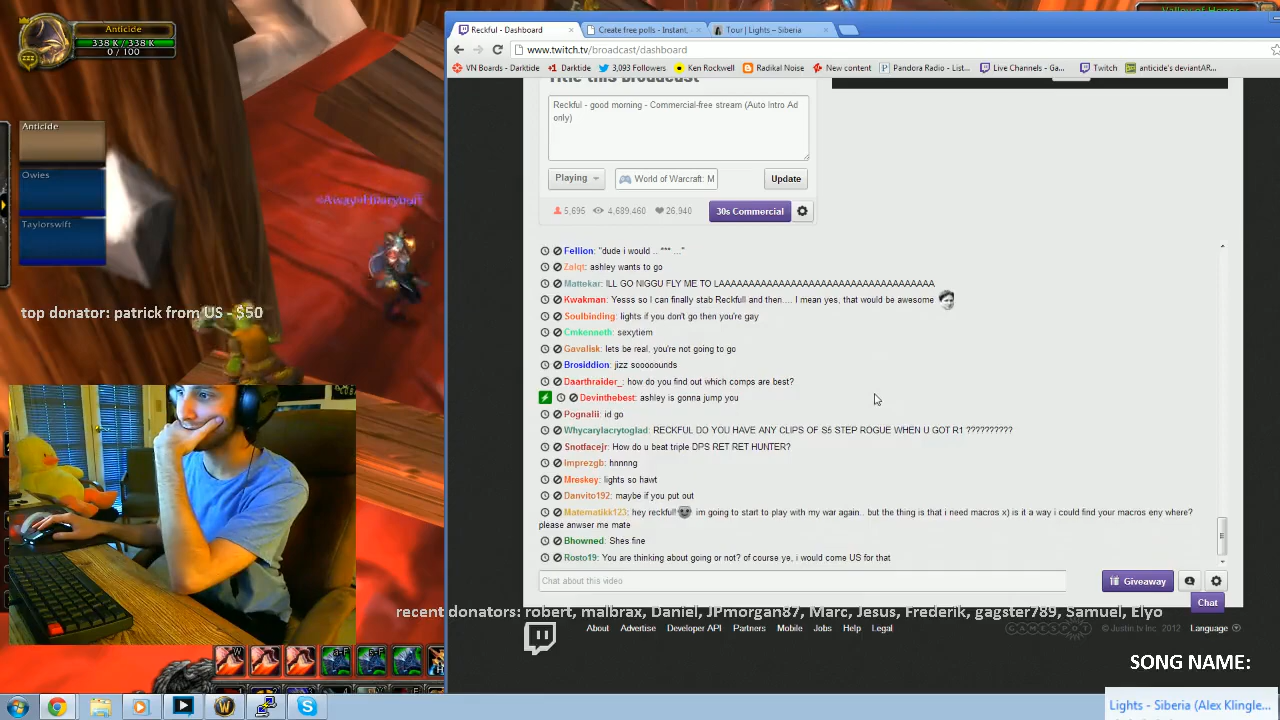 Anticide
338 K / 338 K
0 / 100
Anticide
Owies
Taylorswift
top donator: patrick from US - $50
Reckful - Dashboard
Create free polls - Instant,
Tour | Lights – Siberia
www.twitch.tv/broadcast/dashboard
VN Boards - Darktide
+1 Darktide
3,093 Followers
Ken Rockwell
Radikal Noise
New content
Pandora Radio - List...
Live Channels - Ga...
Twitch
anticide's deviantAR...
Title this broadcast
Reckful - good morning - Commercial-free stream (Auto Intro Ad
only)
Playing
World of Warcraft: M
Update
5,695
4,689,460
26,940
30s Commercial
Fellion: "dude i would .. *** ..."
Zalqt: ashley wants to go
Mattekar: ILL GO NIGGU FLY ME TO LAAAAAAAAAAAAAAAAAAAAAAAAAAAAAAAAAAAA
Kwakman: Yesss so I can finally stab Reckfull and then.... I mean yes, that would be awesome
Soulbinding: lights if you don't go then you're gay
Cmkenneth: sexytiem
Gavalisk: lets be real, you're not going to go
Brosiddion: jizz sooooounds
Daarthraider_: how do you find out which comps are best?
Devinthebest: ashley is gonna jump you
Pognalii: id go
Whycarylacrytoglad: RECKFUL DO YOU HAVE ANY CLIPS OF S5 STEP ROGUE WHEN U GOT R1 ??????????
Snotfacejr: How do u beat triple DPS RET RET HUNTER?
Imprezgb: hnnnng
Mreskey: lights so hawt
Danvito192: maybe if you put out
Matematikk123: hey reckful! im going to start to play with my war again.. but the thing is that i need macros x) is it a way i could find your macros eny where?
please anwser me mate
Bhowned: Shes fine
Rosto19: You are thinking about going or not? of course ye, i would come US for that
Chat about this video
Giveaway
Chat
recent donators: robert, malbrax, Daniel, JPmorgan87, Marc, Jesus, Frederik, gagster789, Samuel, Elyo
About
Advertise
Developer API
Partners
Mobile
Jobs
Help
Legal
GAMESPOT
© Justin.tv Inc. 2012
Language
SONG NAME:
Lights - Siberia (Alex Klingle...